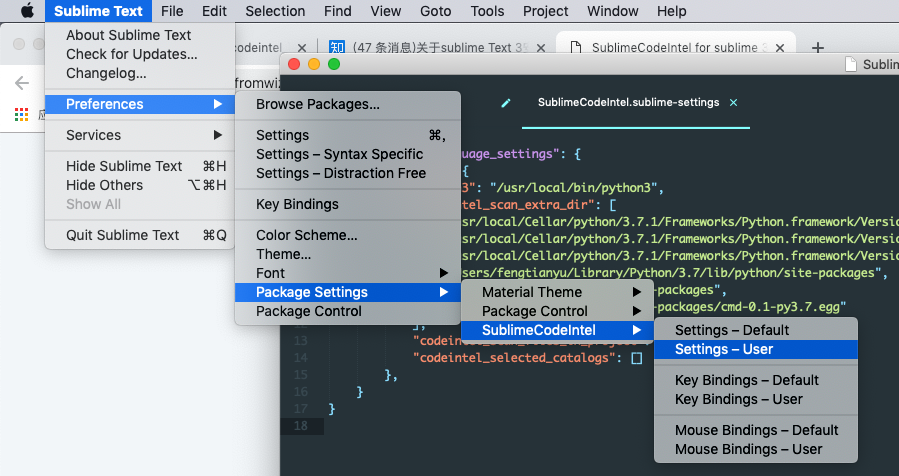 Sublime Text File Edit Selection Find View Goto Tools Project Window Help
About Sublime Text
Check for Updates...
Changelog...
Preferences
Services
Hide Sublime Text ⌘H
Hide Others ⌥⌘H
Show All
Quit Sublime Text ⌘Q
codeintel
知 (47 条消息)关于sublime Text 3
SublimeCodeIntel for sublime 3
fromwiz
Sublim
Browse Packages...
Settings ⌘,
Settings – Syntax Specific
Settings – Distraction Free
Key Bindings
Color Scheme...
Theme...
Font
Package Settings
Package Control
SublimeCodeIntel.sublime-settings
uage_settings": {
{
3": "/usr/local/bin/python3",
ntel_scan_extra_dir": [
sr/local/Cellar/python/3.7.1/Frameworks/Python.framework/Versio
sr/local/Cellar/python/3.7.1/Frameworks/Python.framework/Versio
sr/local/Cellar/python/3.7.1/Frameworks/Python.framework/Versio
sers/fengtianyu/Library/Python/3.7/lib/python/site-packages",
-packages",
-packages/cmd-0.1-py3.7.egg"
],
13
14 "codeintel_selected_catalogs": []
15 },
16 }
17 }
18
Material Theme
Package Control
SublimeCodeIntel
Settings – Default
Settings – User
Key Bindings – Default
Key Bindings – User
Mouse Bindings – Default
Mouse Bindings – User